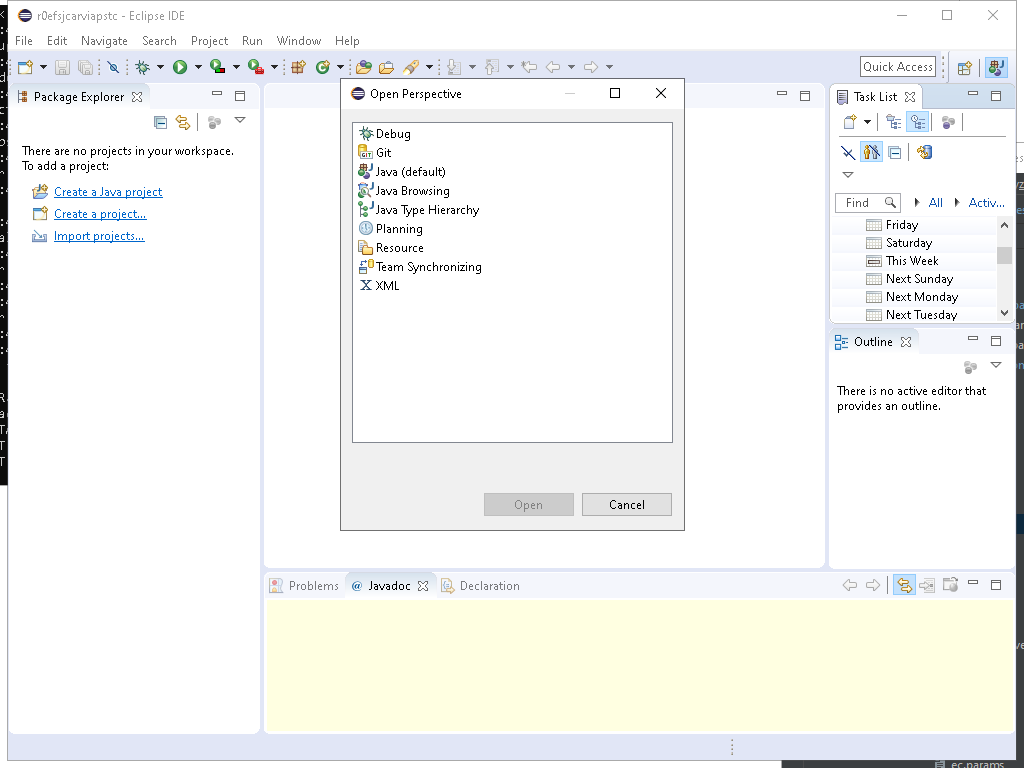 r0efsjcarviapstc - Eclipse IDE
File Edit Navigate Search Project Run Window Help
Quick Access
Package Explorer
There are no projects in your workspace.
To add a project:
Create a Java project
Create a project...
Import projects...
Open Perspective
Debug
Git
Java (default)
Java Browsing
Java Type Hierarchy
Planning
Resource
Team Synchronizing
XML
Open Cancel
Task List
Find All Activ...
Friday
Saturday
This Week
Next Sunday
Next Monday
Next Tuesday
Outline
There is no active editor that
provides an outline.
Problems @ Javadoc Declaration
ec.params